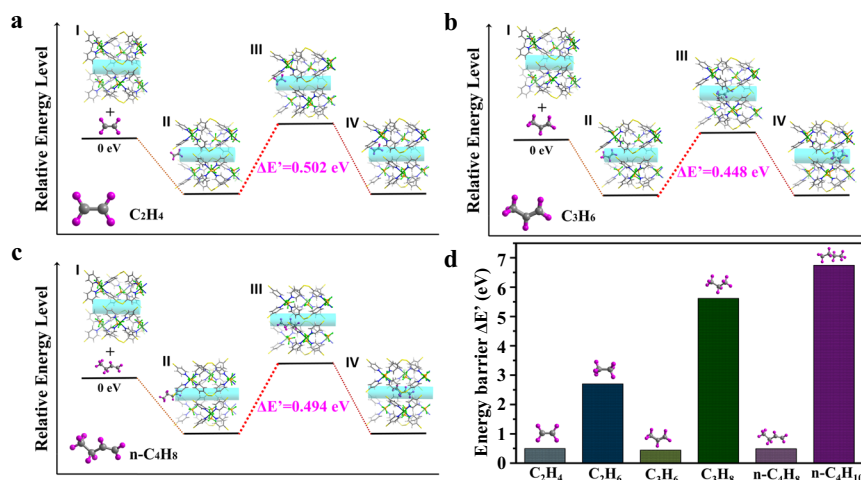 a
Relative Energy Level
I
+
0 eV
II
III
IV
ΔE'=0.502 eV
C₂H₄
b
Relative Energy Level
I
+
0 eV
II
III
IV
ΔE'=0.448 eV
C₃H₆
c
Relative Energy Level
I
+
0 eV
II
III
IV
ΔE'=0.494 eV
n-C₄H₈
d
Energy barrier ΔE' (eV)
7
6
5
4
3
2
1
0
C₂H₄ C₂H₆ C₃H₆ C₃H₈ n-C₄H₈ n-C₄H₁₀